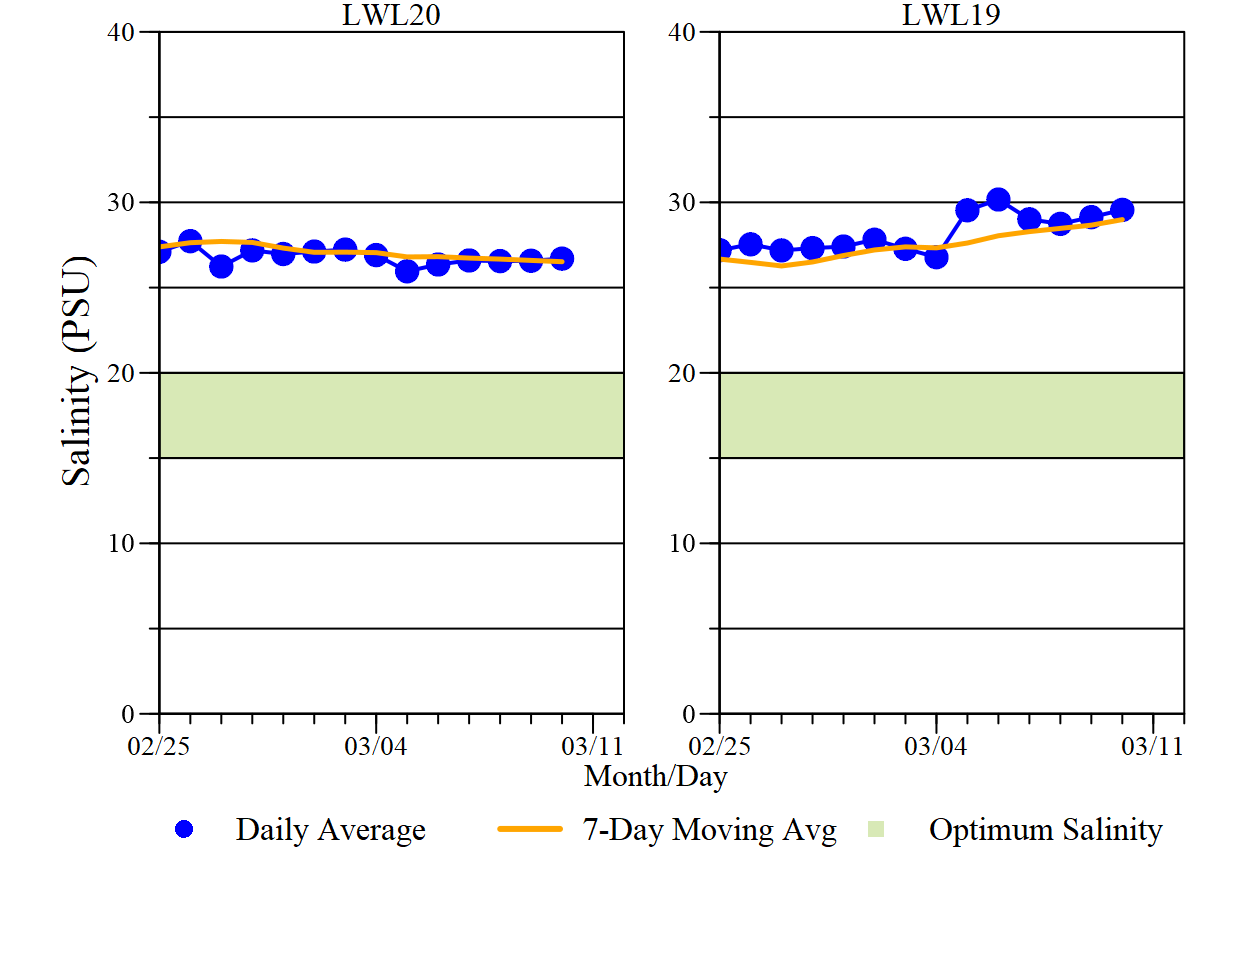 LWL20
LWL19
40
30
20
10
0
40
30
20
10
0
Salinity (PSU)
02/25
03/04
03/11
02/25
03/04
03/11
Month/Day
Daily Average
7-Day Moving Avg
Optimum Salinity